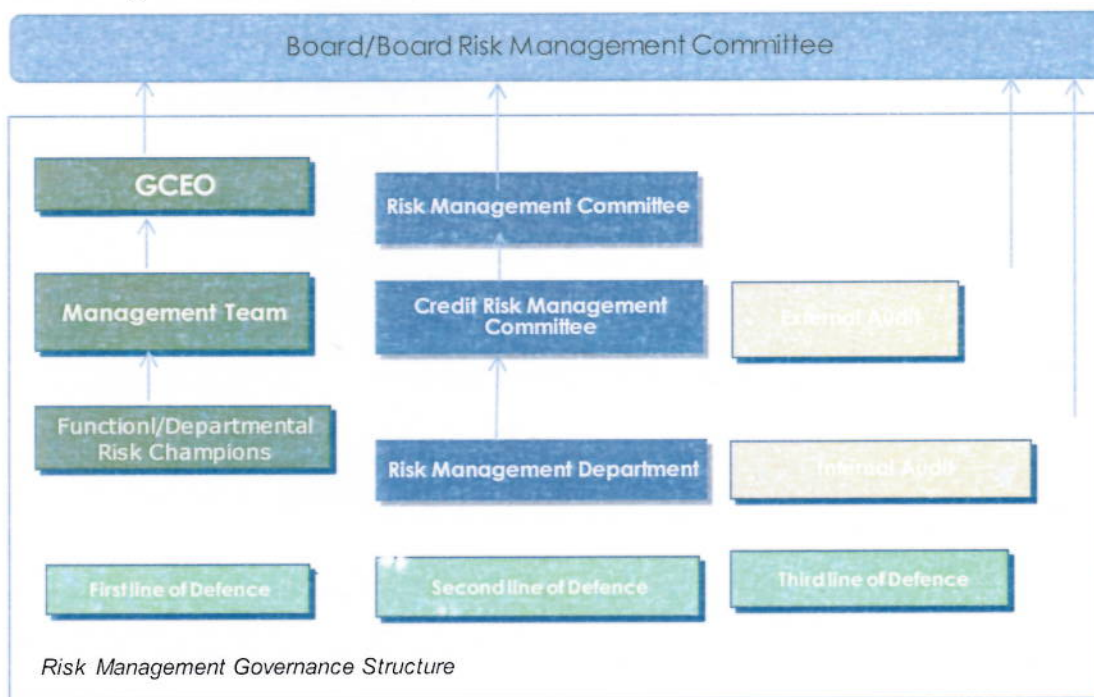 Board/Board Risk Management Committee
GCEO
Risk Management Committee
Management Team
Credit Risk Management
Committee
External Audit
Functionl/Departmental
Risk Champions
Risk Management Department
Internal Audit
First line of Defence
Second line of Defence
Third line of Defence
Risk Management Governance Structure